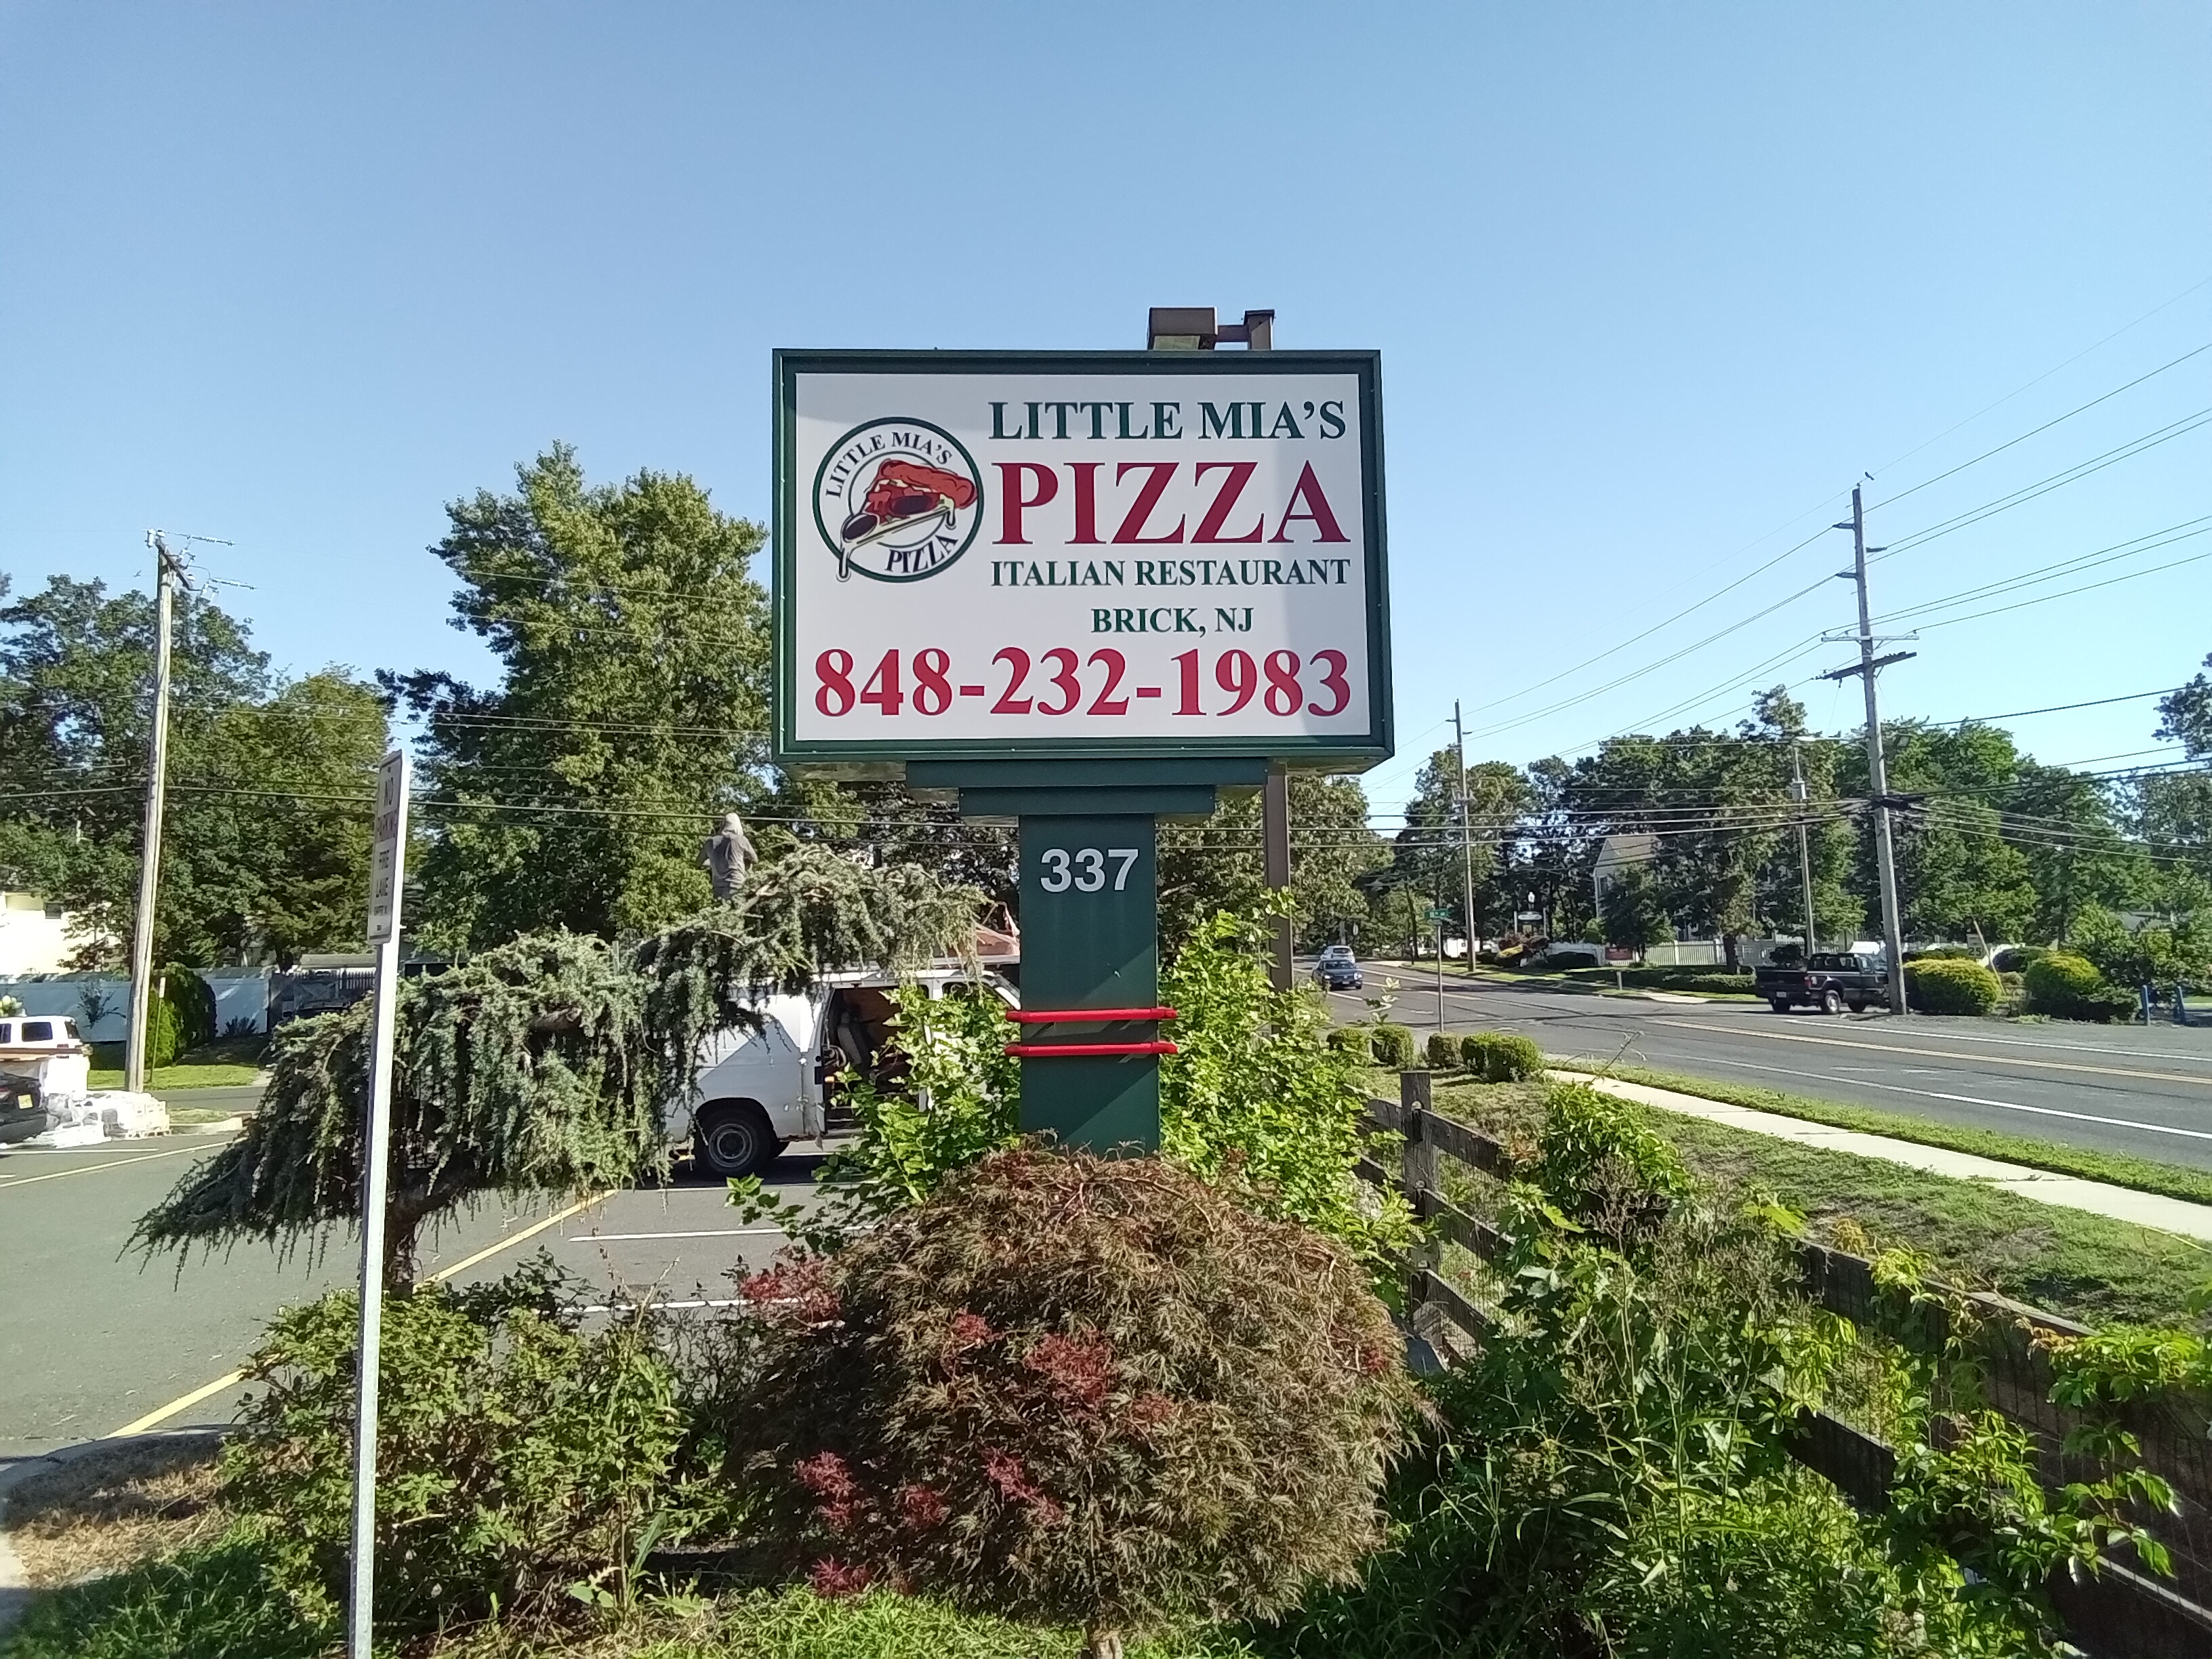 LITTLE MIA'S
PIZZA
LITTLE MIA'S
PIZZA
ITALIAN RESTAURANT
BRICK, NJ
848-232-1983
337
NO
PARKING
FIRE
LANE